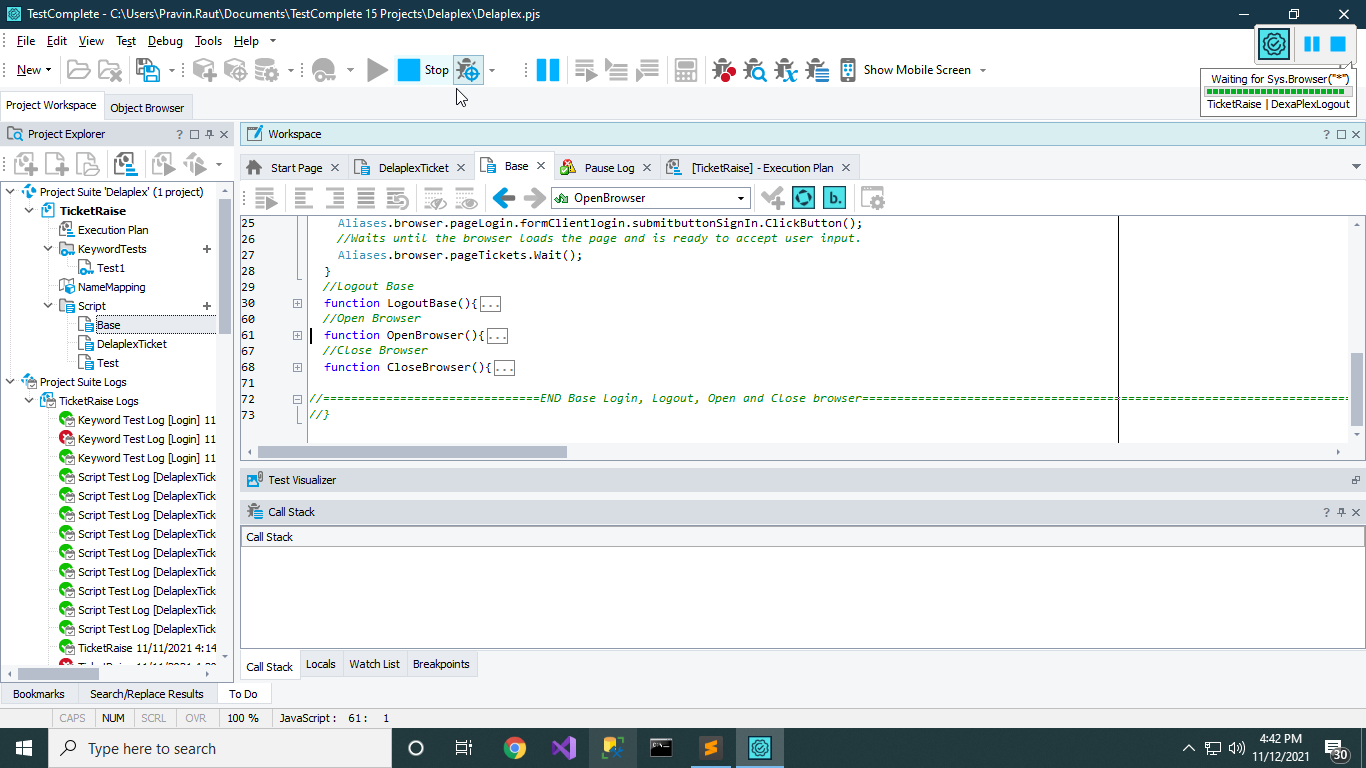 TestComplete - C:\Users\Pravin.Raut\Documents\TestComplete 15 Projects\Delaplex\Delaplex.pjs
File Edit View Test Debug Tools Help
New Stop Show Mobile Screen
Waiting for Sys.Browser("*")
TicketRaise | DexaPlexLogout
Project Workspace Object Browser
Project Explorer
Workspace
Start Page DelaplexTicket Base Pause Log [TicketRaise] - Execution Plan
OpenBrowser b.
Project Suite 'Delaplex' (1 project)
TicketRaise
Execution Plan
KeywordTests
Test1
NameMapping
Script
Base
DelaplexTicket
Test
Project Suite Logs
TicketRaise Logs
Keyword Test Log [Login] 11
Keyword Test Log [Login] 11
Keyword Test Log [Login] 11
Script Test Log [DelaplexTick
Script Test Log [DelaplexTick
Script Test Log [DelaplexTick
Script Test Log [DelaplexTick
Script Test Log [DelaplexTick
Script Test Log [DelaplexTick
Script Test Log [DelaplexTick
Script Test Log [DelaplexTick
Script Test Log [DelaplexTick
TicketRaise 11/11/2021 4:14
25 Aliases.browser.pageLogin.formClientlogin.submitbuttonSignIn.ClickButton();
26 //Waits until the browser loads the page and is ready to accept user input.
27 Aliases.browser.pageTickets.Wait();
28 }
29 //Logout Base
30 function LogoutBase(){...
60 //Open Browser
61 function OpenBrowser(){...
67 //Close Browser
68 function CloseBrowser(){...
71
72 //===============================END Base Login, Logout, Open and Close browser======================================================================
73 //}
Test Visualizer
Call Stack
Call Stack
Call Stack Locals Watch List Breakpoints
Bookmarks Search/Replace Results To Do
CAPS NUM SCRL OVR 100 % JavaScript: 61: 1
Type here to search
4:42 PM
11/12/2021
30